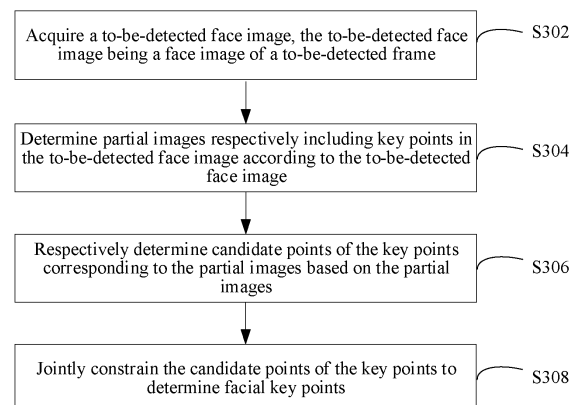 Acquire a to-be-detected face image, the to-be-detected face
image being a face image of a to-be-detected frame
S302
Determine partial images respectively including key points in
the to-be-detected face image according to the to-be-detected
face image
S304
Respectively determine candidate points of the key points
corresponding to the partial images based on the partial
images
S306
Jointly constrain the candidate points of the key points to
determine facial key points
S308